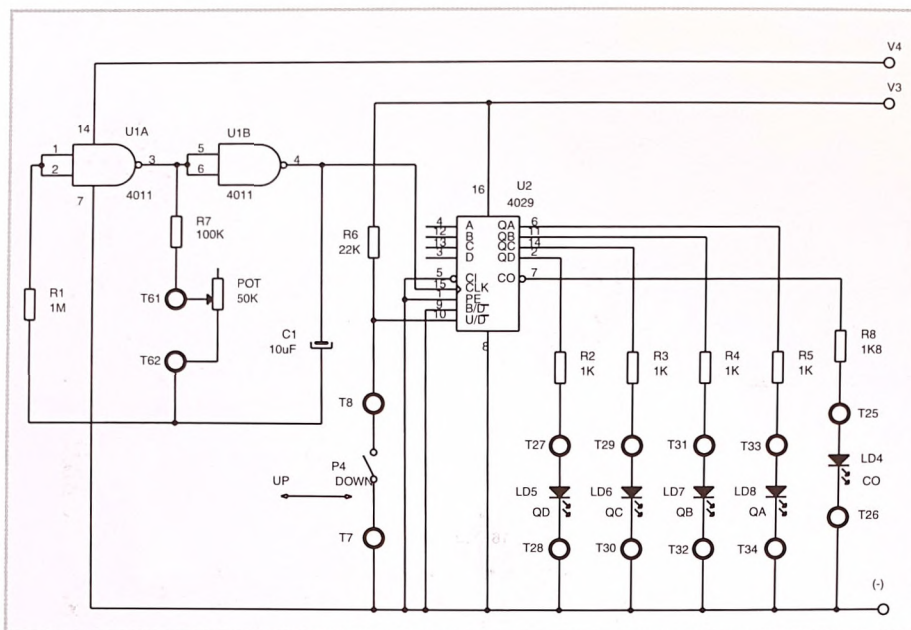 V4
V3
14
U1A
U1B
1
2
3
5
6
4
7
4011
4011
R7
100K
R6
22K
16
U2
4029
4
12
13
3
A
B
C
D
QA
QB
QC
QD
6
11
14
2
5
15
1
9
10
CI
CLK
PE
B/D
U/D
CO
7
8
R1
1M
T61
POT
50K
T62
C1
10uF
R2
1K
R3
1K
R4
1K
R5
1K
R8
1K8
T8
T25
P4
UP
DOWN
T27
T29
T31
T33
LD4
CO
LD5
QD
LD6
QC
LD7
QB
LD8
QA
T26
T7
T28
T30
T32
T34
(-)